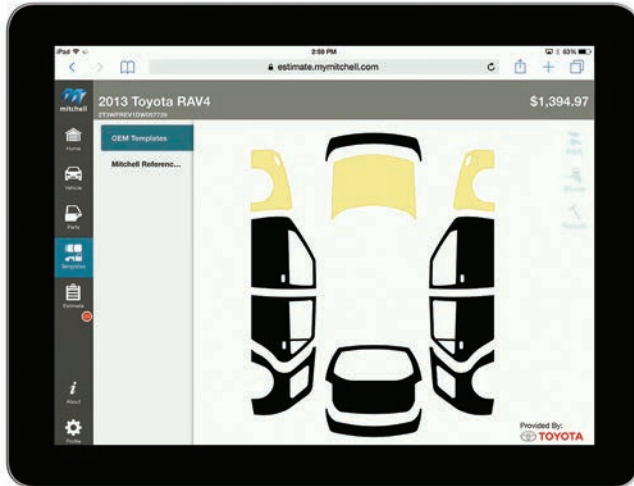 iPad
2:59 PM
63%
estimate.mymitchell.com
mitchell
2013 Toyota RAV4
$1,394.97
Home
Vehicle
Parts
Templates
Estimate
About
Profile
OEM Templates
Mitchell Referenc...
Provided By:
TOYOTA